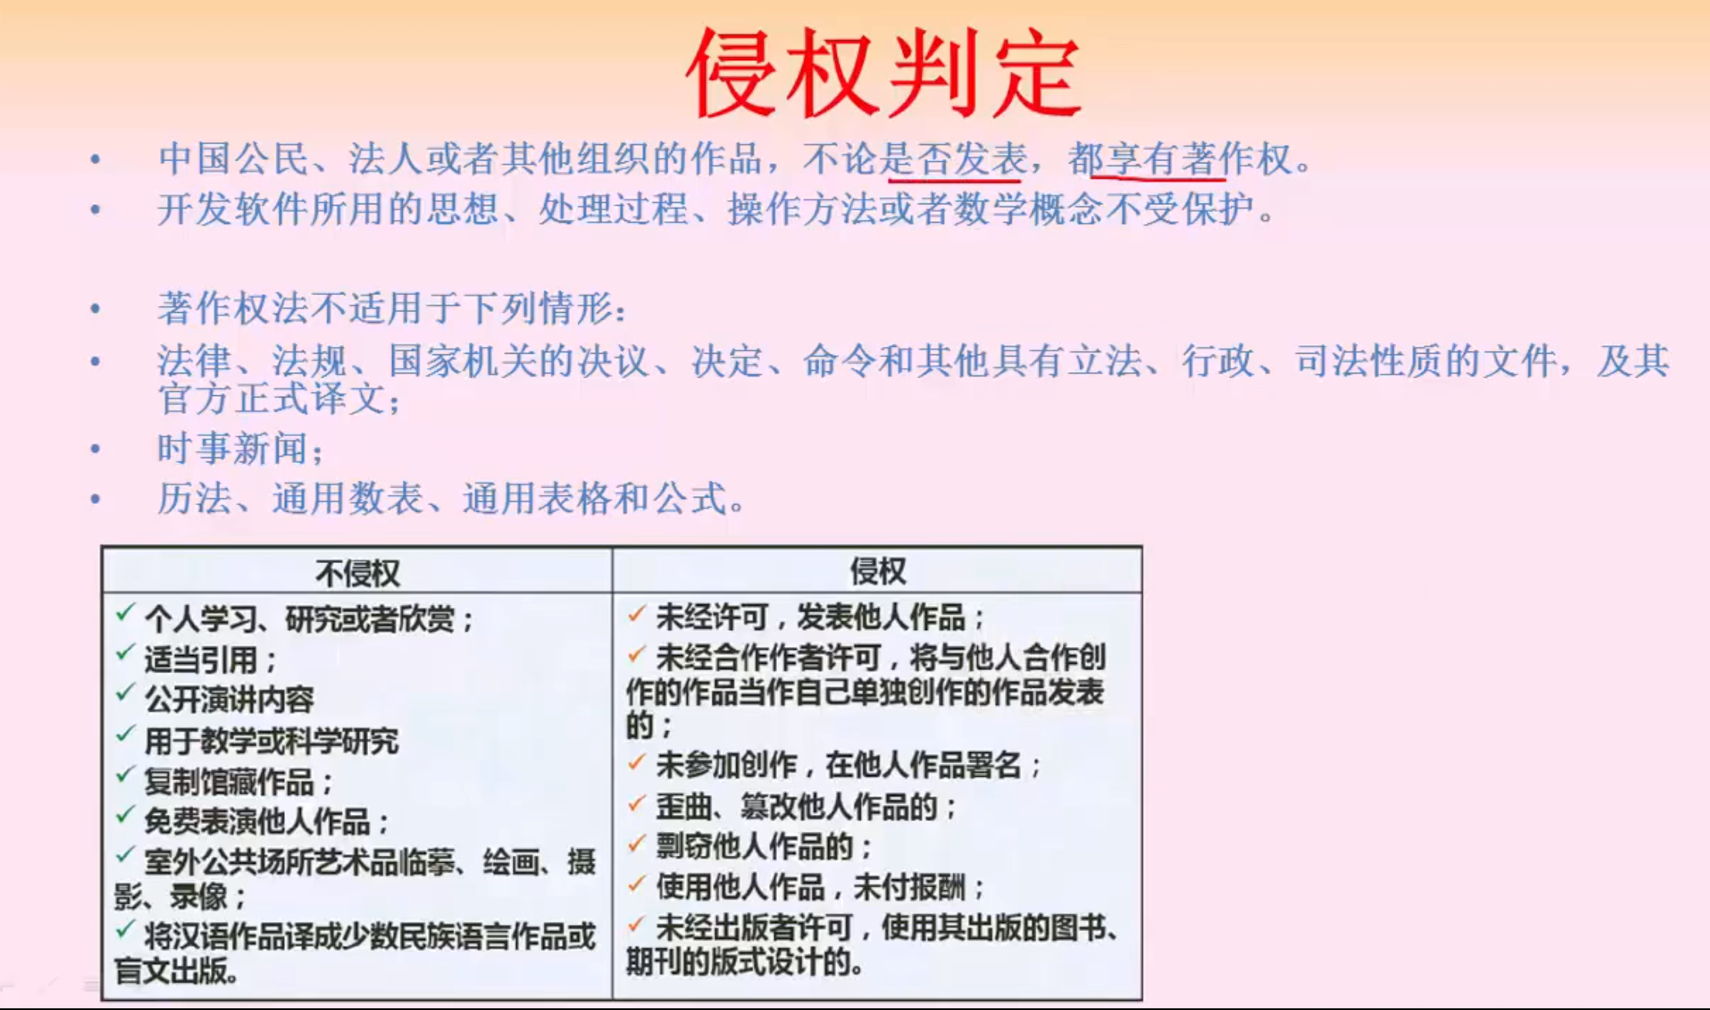 侵权判定
• 中国公民、法人或者其他组织的作品，不论是否发表，都享有著作权。
• 开发软件所用的思想、处理过程、操作方法或者数学概念不受保护。
• 著作权法不适用于下列情形：
• 法律、法规、国家机关的决议、决定、命令和其他具有立法、行政、司法性质的文件，及其
官方正式译文；
• 时事新闻；
• 历法、通用数表、通用表格和公式。
不侵权
✓ 个人学习、研究或者欣赏；
✓ 适当引用；
✓ 公开演讲内容
✓ 用于教学或科学研究
✓ 复制馆藏作品；
✓ 免费表演他人作品；
✓ 室外公共场所艺术品临摹、绘画、摄
影、录像；
✓ 将汉语作品译成少数民族语言作品或
盲文出版。
侵权
✓ 未经许可，发表他人作品；
✓ 未经合作作者许可，将与他人合作创
作的作品当作自己单独创作的作品发表
的；
✓ 未参加创作，在他人作品署名；
✓ 歪曲、篡改他人作品的；
✓ 剽窃他人作品的；
✓ 使用他人作品，未付报酬；
✓ 未经出版者许可，使用其出版的图书、
期刊的版式设计的。